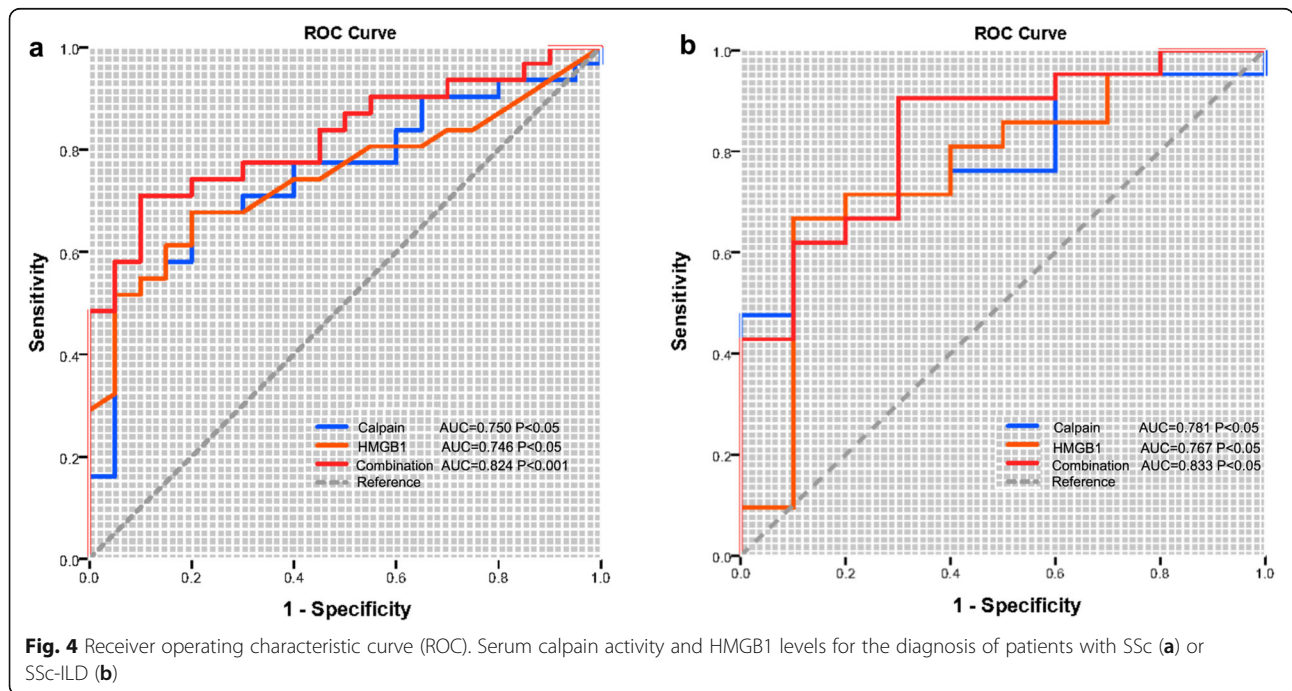 a
ROC Curve
1.0
0.8
0.6
0.4
0.2
0.0
Sensitivity
0.0 0.2 0.4 0.6 0.8 1.0
1 - Specificity
Calpain AUC=0.750 P<0.05
HMGB1 AUC=0.746 P<0.05
Combination AUC=0.824 P<0.001
Reference
b
ROC Curve
1.0
0.8
0.6
0.4
0.2
0.0
Sensitivity
0.0 0.2 0.4 0.6 0.8 1.0
1 - Specificity
Calpain AUC=0.781 P<0.05
HMGB1 AUC=0.767 P<0.05
Combination AUC=0.833 P<0.05
Reference
Fig. 4 Receiver operating characteristic curve (ROC). Serum calpain activity and HMGB1 levels for the diagnosis of patients with SSc (a) or
SSc-ILD (b)